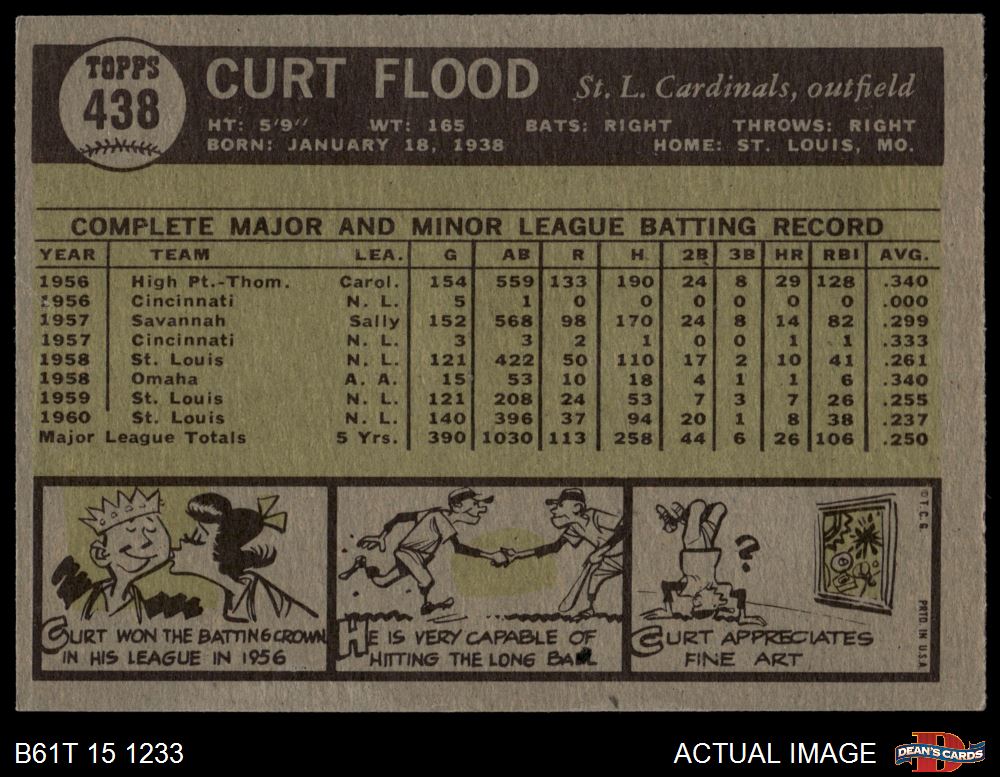 TOPPS
438
CURT FLOOD St. L. Cardinals, outfield
HT: 5'9" WT: 165 BATS: RIGHT THROWS: RIGHT
BORN: JANUARY 18, 1938 HOME: ST. LOUIS, MO.
COMPLETE MAJOR AND MINOR LEAGUE BATTING RECORD
YEAR TEAM LEA. G AB R H 2B 3B HR RBI AVG.
1956 High Pt.-Thom. Carol. 154 559 133 190 24 8 29 128 .340
1956 Cincinnati N. L. 5 1 0 0 0 0 0 0 .000
1957 Savannah Sally 152 568 98 170 24 8 14 82 .299
1957 Cincinnati N. L. 3 3 2 1 0 0 1 1 .333
1958 St. Louis N. L. 121 422 50 110 17 2 10 41 .261
1958 Omaha A. A. 15 53 10 18 4 1 1 6 .340
1959 St. Louis N. L. 121 208 24 53 7 3 7 26 .255
1960 St. Louis N. L. 140 396 37 94 20 1 8 38 .237
Major League Totals 5 Yrs. 390 1030 113 258 44 6 26 106 .250
CURT WON THE BATTING CROWN
IN HIS LEAGUE IN 1956
HE IS VERY CAPABLE OF
HITTING THE LONG BALL
?
CURT APPRECIATES
FINE ART
© T. C. G.
PRTD. IN U.S.A.
B61T 15 1233
ACTUAL IMAGE
D
DEAN'S CARDS